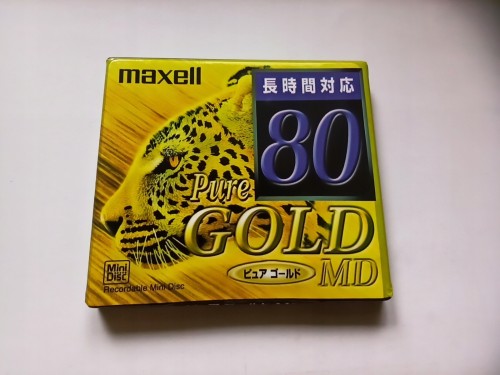 maxell
長時間対応
80
Pure
GOLD
ピュア ゴールド
MD
Mini
Disc
Recordable Mini Disc